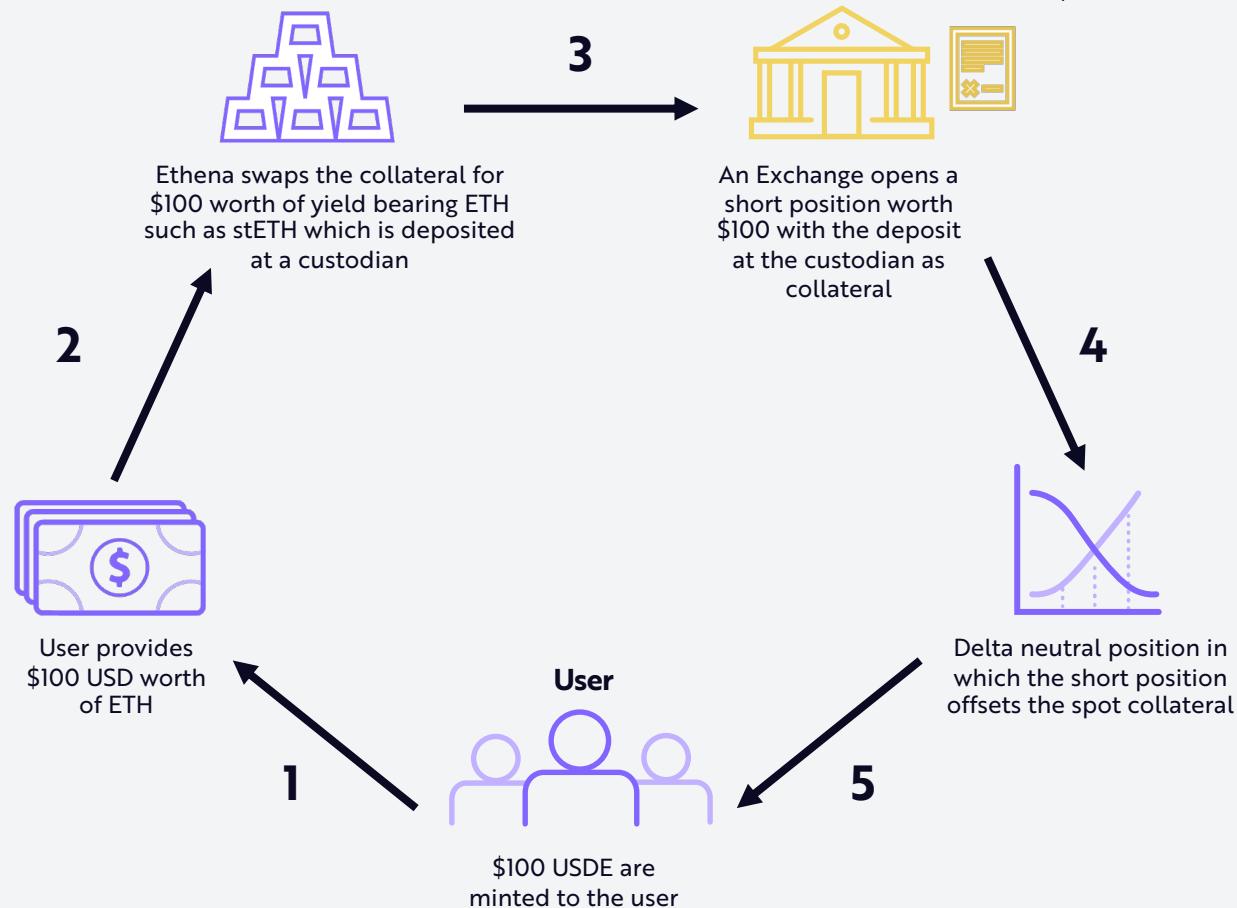 3
Ethena swaps the collateral for
$100 worth of yield bearing ETH
such as stETH which is deposited
at a custodian
An Exchange opens a
short position worth
$100 with the deposit
at the custodian as
collateral
2
4
$
User provides
$100 USD worth
of ETH
Delta neutral position in
which the short position
offsets the spot collateral
User
1
5
$100 USDE are
minted to the user